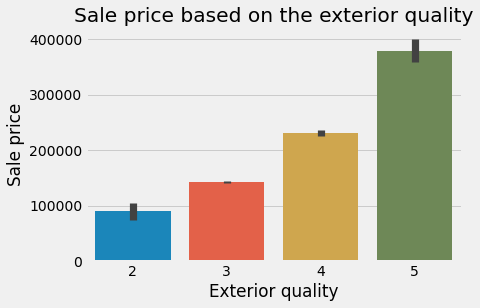 Sale price based on the exterior quality
400000
300000
200000
100000
0
Sale price
2 3 4 5
Exterior quality